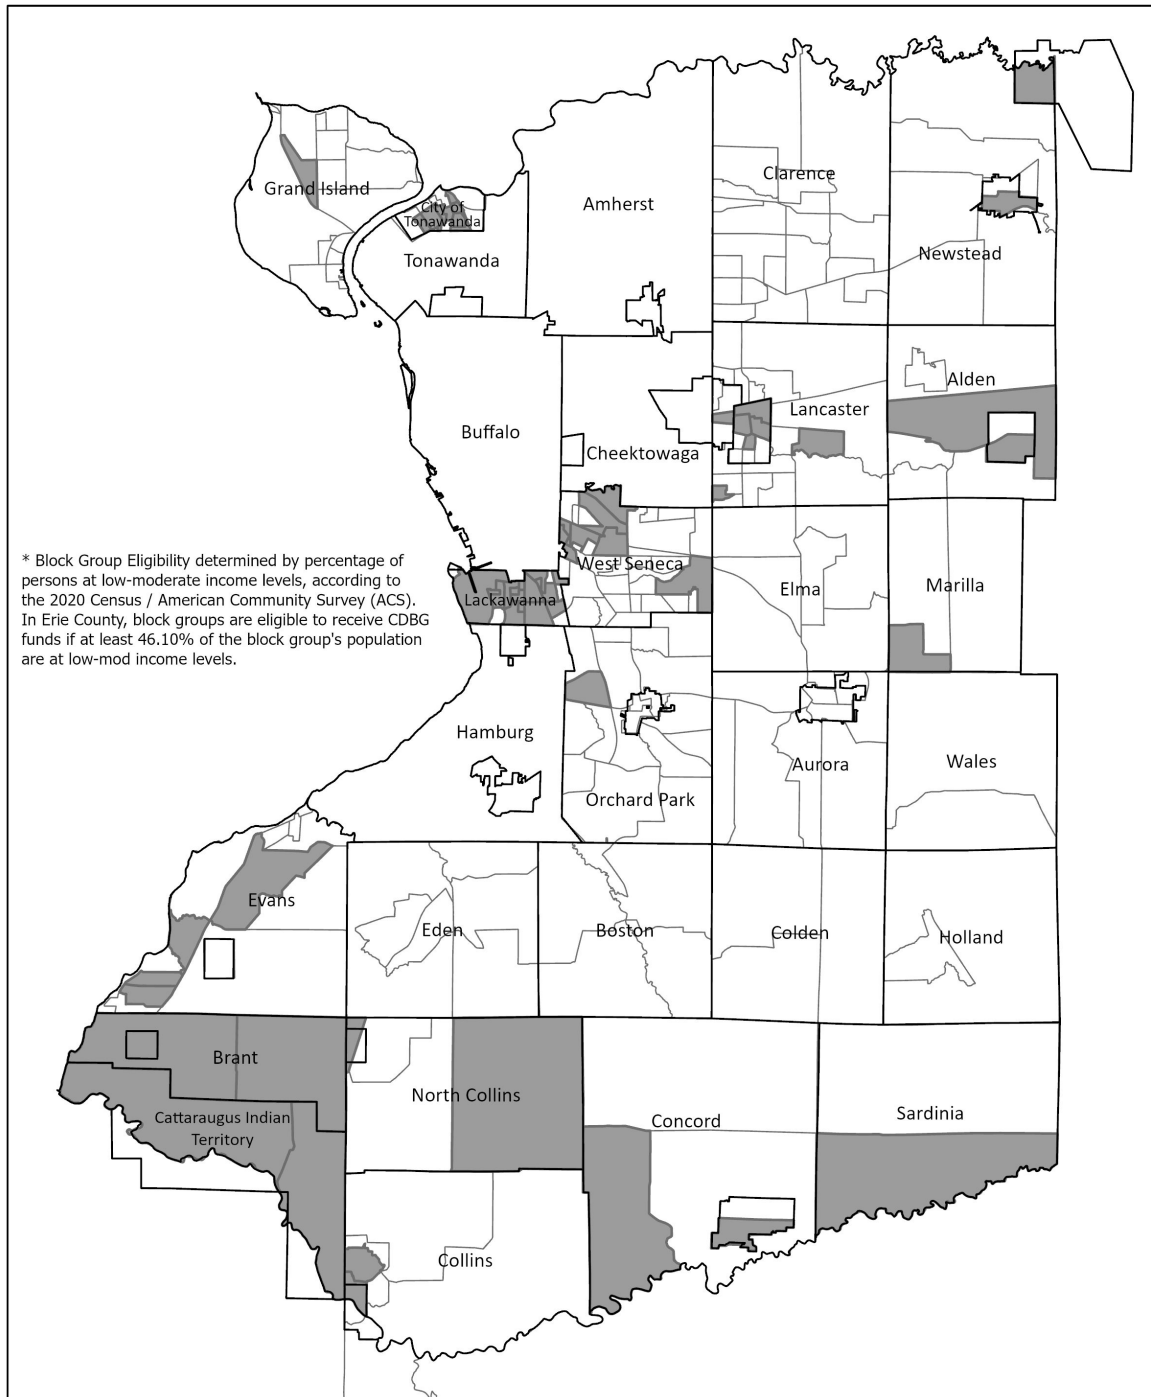 Clarence
Grand Island
Amherst
City of
Tonawanda
Newstead
Tonawanda
Alden
Lancaster
Buffalo
Cheektowaga
* Block Group Eligibility determined by percentage of
persons at low-moderate income levels, according to
the 2020 Census / American Community Survey (ACS).
In Erie County, block groups are eligible to receive CDBG
funds if at least 46.10% of the block group's population
are at low-mod income levels.
West Seneca
Elma
Marilla
Lackawanna
Hamburg
Aurora
Wales
Orchard Park
Evans
Eden
Boston
Colden
Holland
Brant
North Collins
Cattaraugus Indian
Territory
Concord
Sardinia
Collins